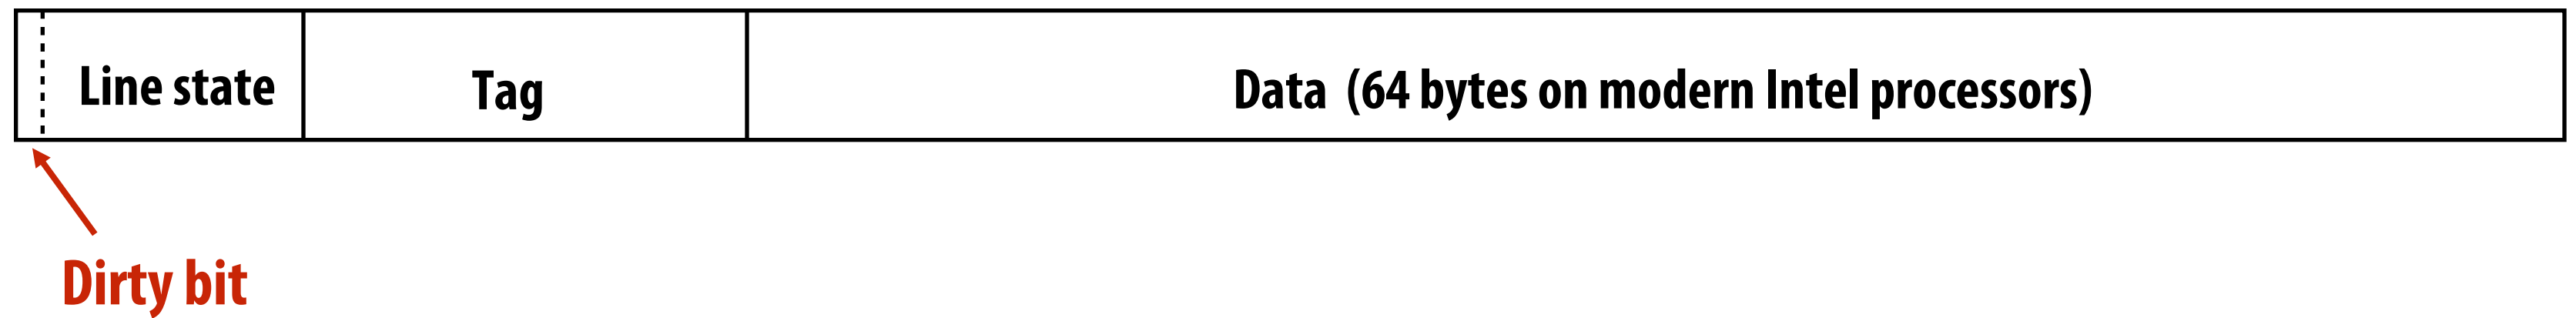 Line state
Tag
Data (64 bytes on modern Intel processors)
Dirty bit